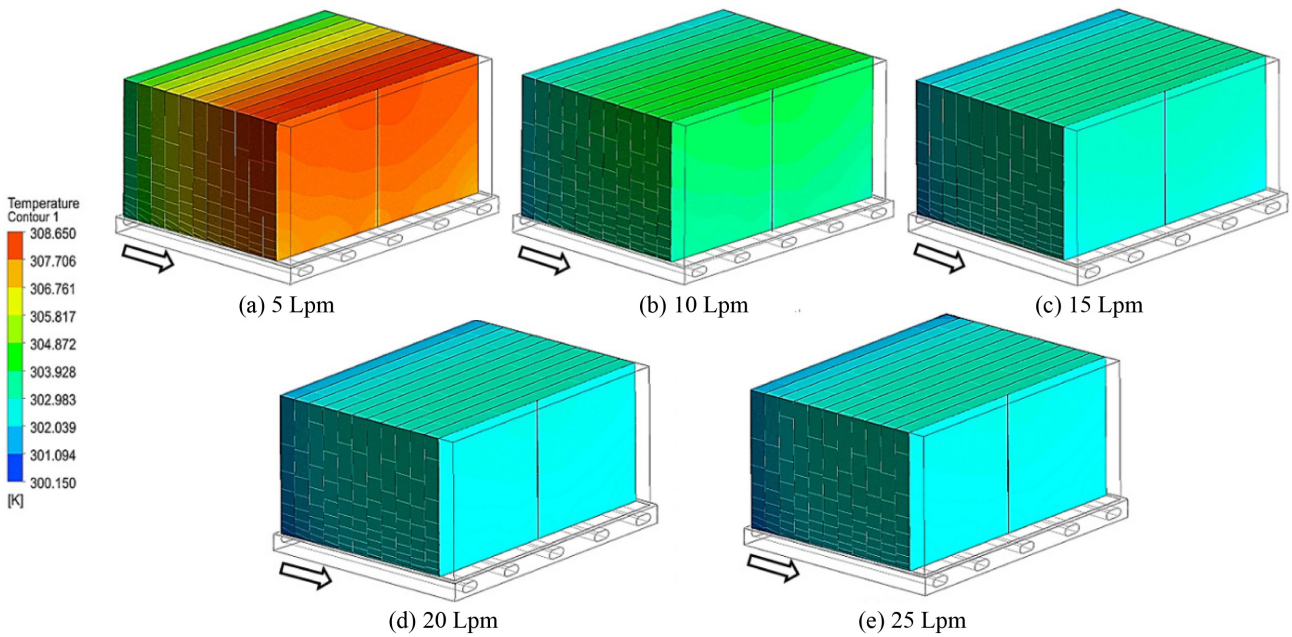 (a) 5 Lpm
(b) 10 Lpm
(c) 15 Lpm
Temperature
Contour 1
308.650
307.706
306.761
305.817
304.872
303.928
302.983
302.039
301.094
300.150
[K]
(d) 20 Lpm
(e) 25 Lpm